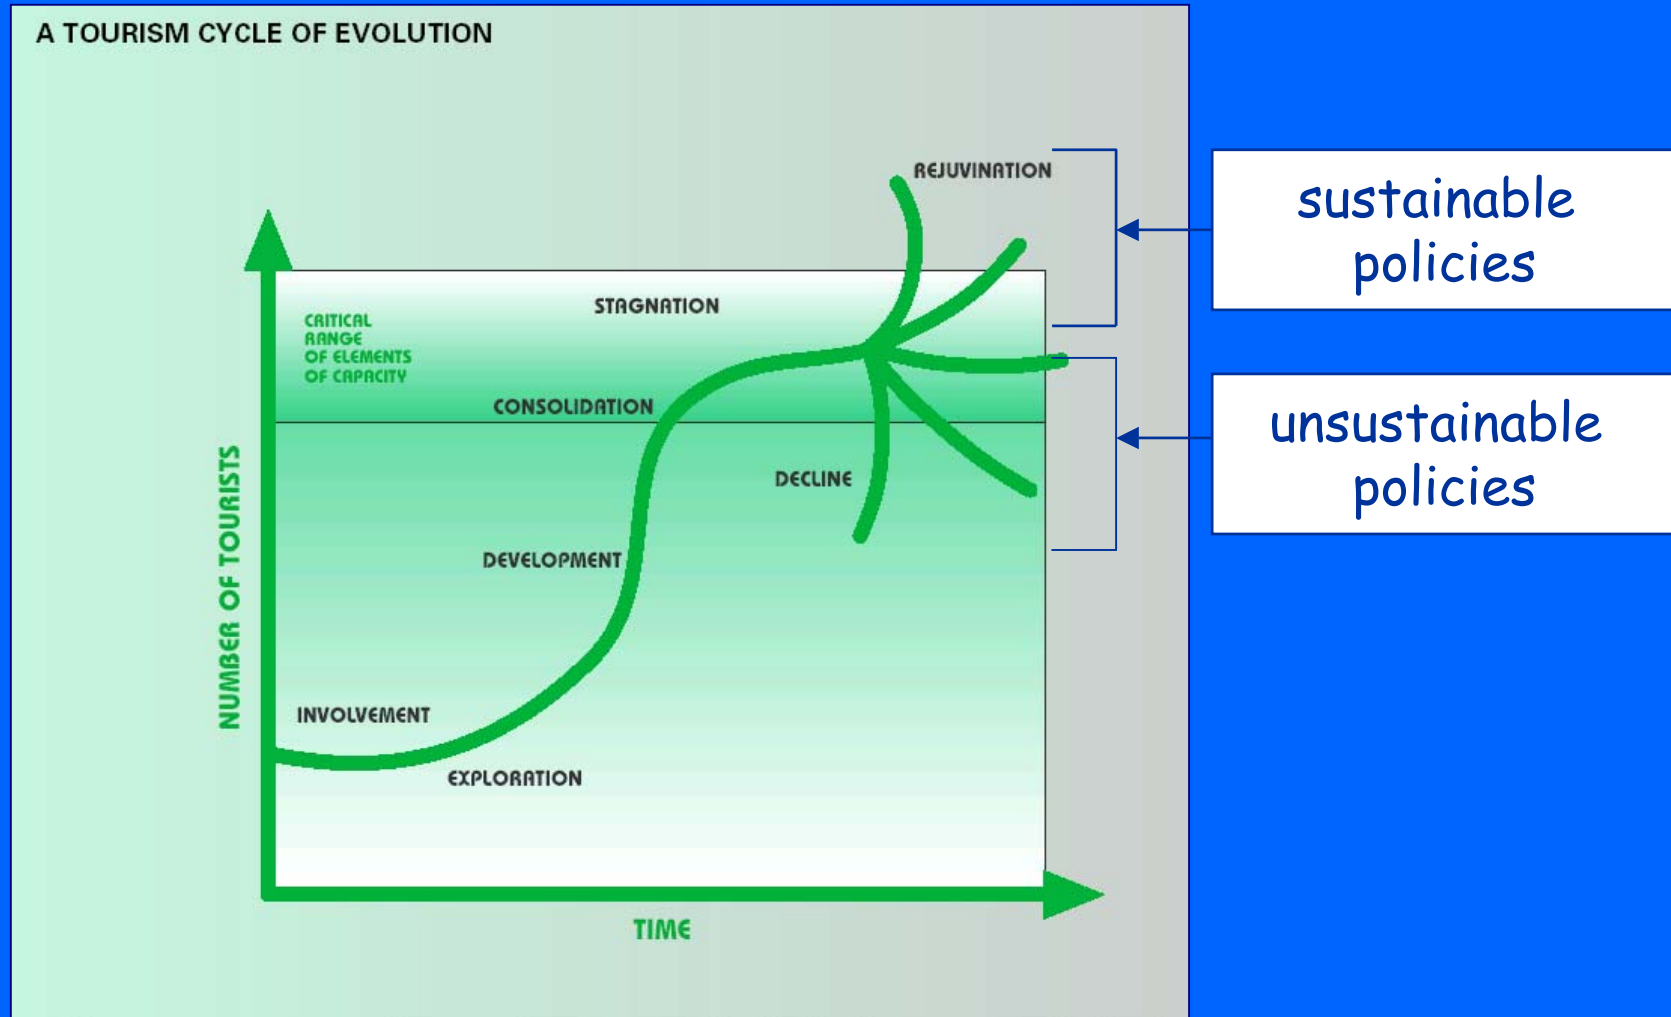 A TOURISM CYCLE OF EVOLUTION
REJUVINATION
sustainable
policies
STAGNATION
CRITICAL
RANGE
OF ELEMENTS
OF CAPACITY
CONSOLIDATION
unsustainable
policies
DECLINE
NUMBER OF TOURISTS
DEVELOPMENT
INVOLVEMENT
EXPLORATION
TIME